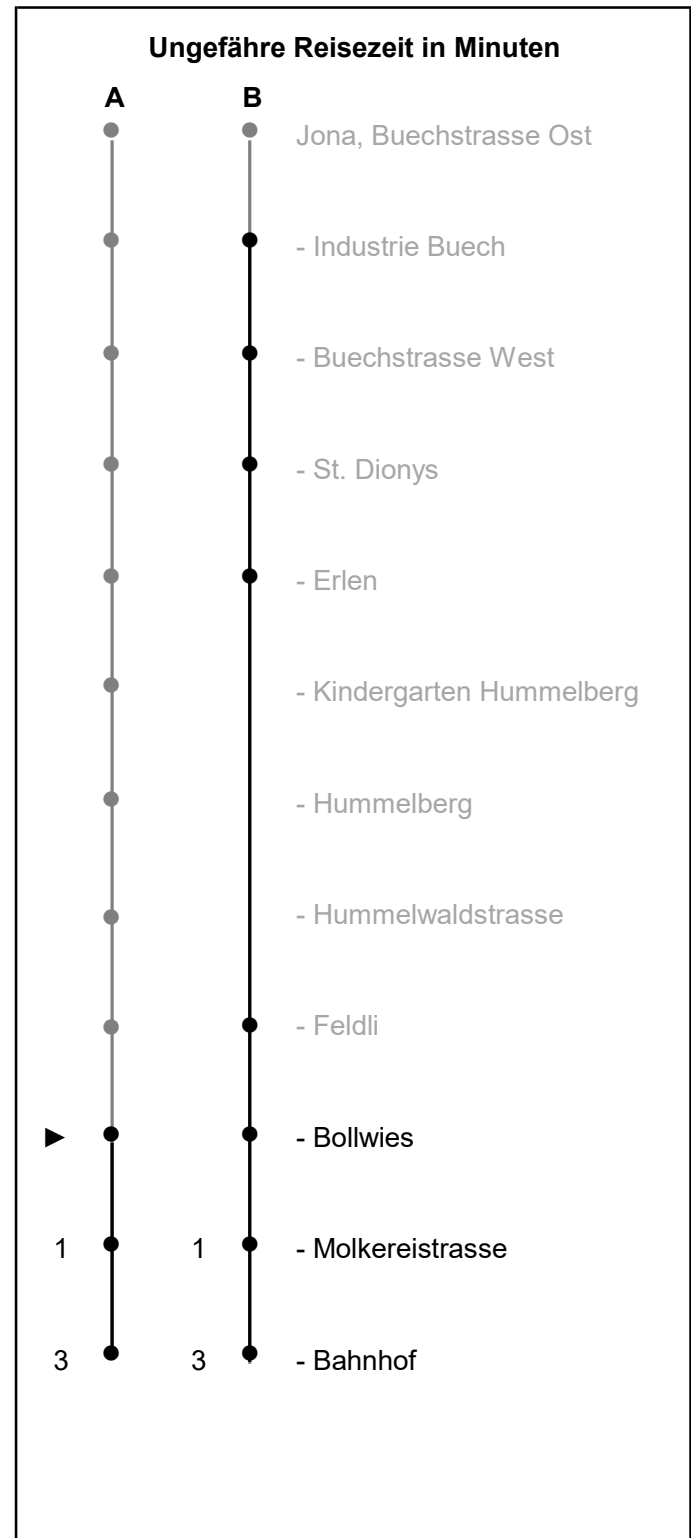 Ungefähre Reisezeit in Minuten
A B
Jona, Buechstrasse Ost
- Industrie Buech
- Buechstrasse West
- St. Dionys
- Erlen
- Kindergarten Hummelberg
- Hummelberg
- Hummelwaldstrasse
- Feldli
► - Bollwies
1 1 - Molkereistrasse
3 3 - Bahnhof